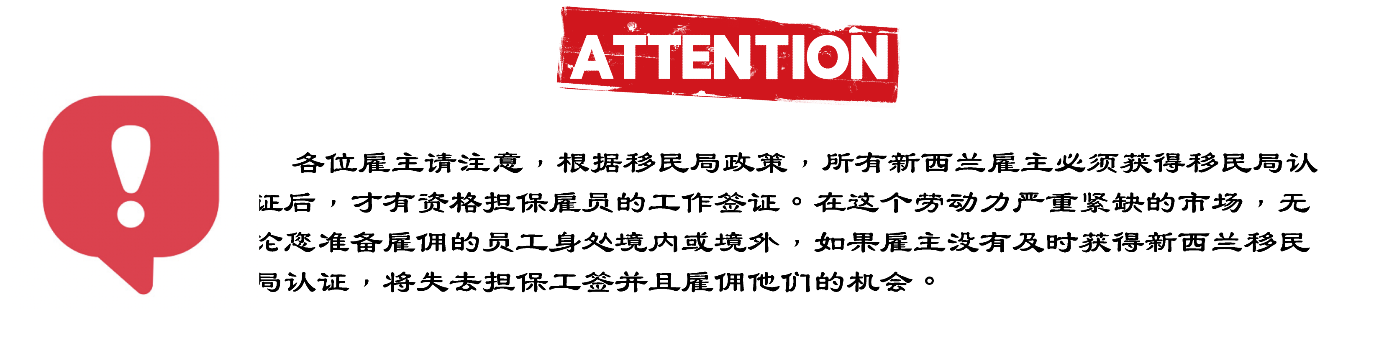 ATTENTION
各位雇主请注意，根据移民局政策，所有新西兰雇主必须获得移民局认
证后，才有资格担保雇员的工作签证。在这个劳动力严重紧缺的市场，无
论您准备雇佣的员工身处境内或境外，如果雇主没有及时获得新西兰移民
局认证，将失去担保工签并且雇佣他们的机会。